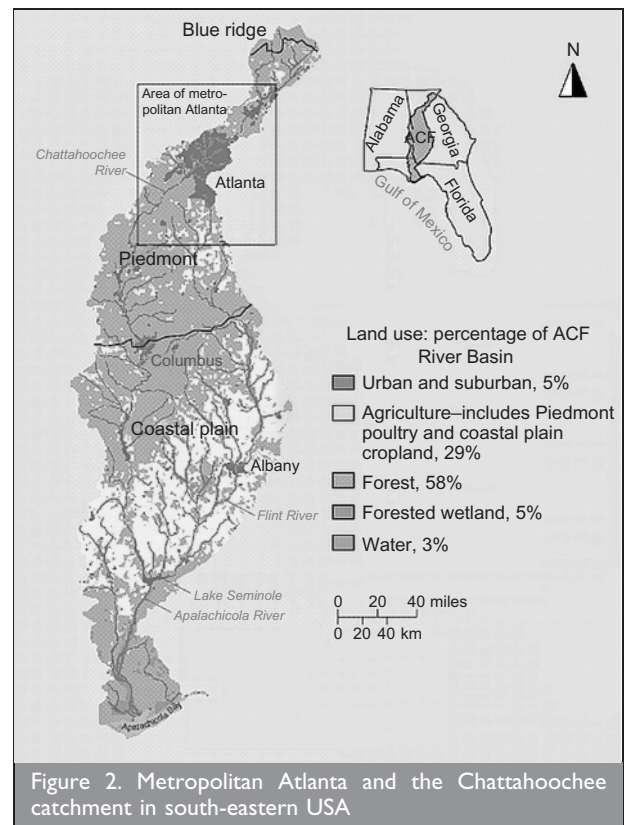 Blue ridge
N
Area of metro-
politan Atlanta
Chattahoochee
River
Atlanta
Alabama
Georgia
ACF
Florida
Gulf of Mexico
Piedmont
Land use: percentage of ACF
River Basin
Urban and suburban, 5%
Agriculture–includes Piedmont
poultry and coastal plain
cropland, 29%
Forest, 58%
Forested wetland, 5%
Water, 3%
Columbus
Coastal plain
Albany
Flint River
Lake Seminole
Apalachicola River
0 20 40 miles
0 20 40 km
Apalachicola Bay
Figure 2. Metropolitan Atlanta and the Chattahoochee
catchment in south-eastern USA